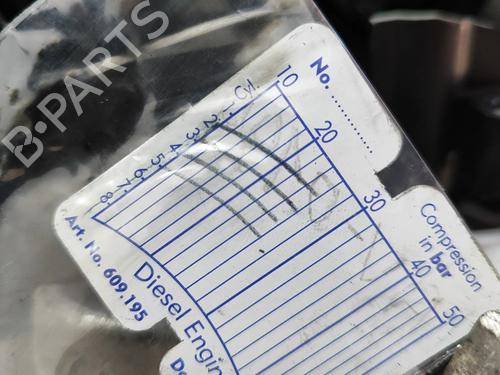 B-PARTS
No. ..............
Cyl.
1. 2. 3. 4. 5. 6. 7. 8.
10
20
30
40
50
Compression
in bar
Diesel Engin
Art. No. 609.195